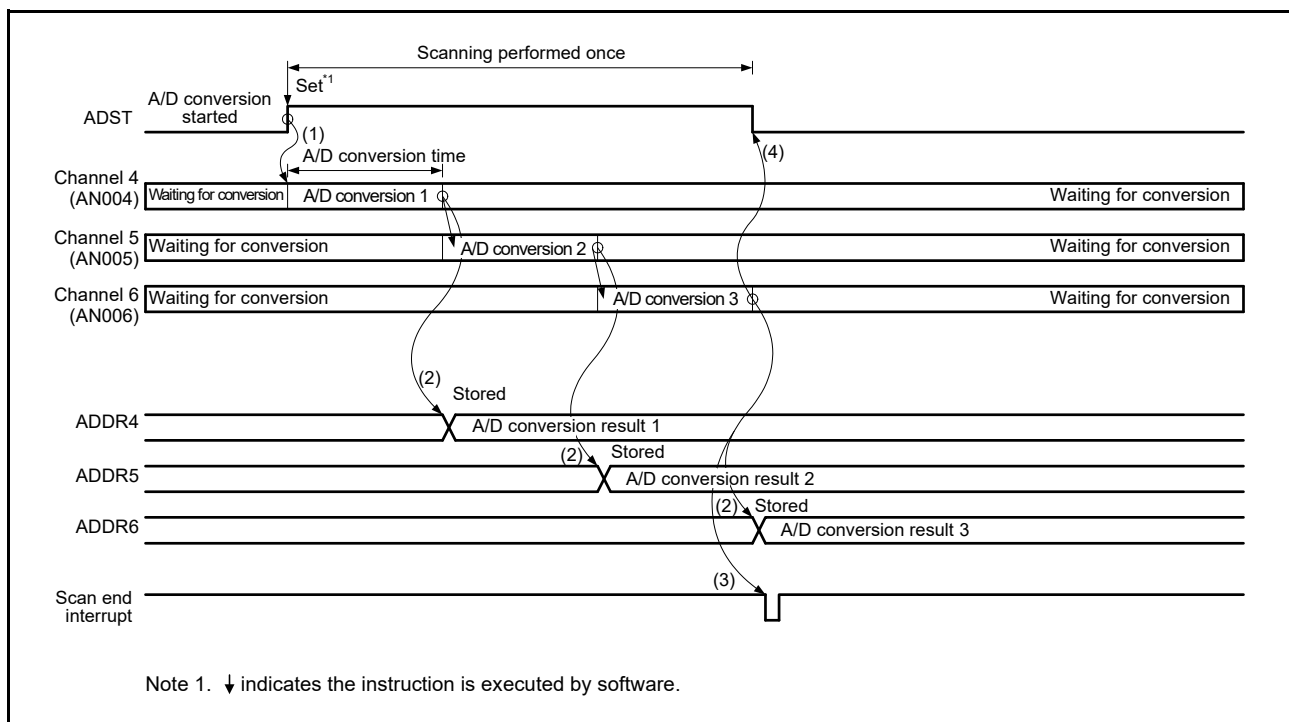 Scanning performed once
Set*1
A/D conversion
started
ADST
(1)
(4)
A/D conversion time
Channel 4
(AN004)
Waiting for conversion
A/D conversion 1
Waiting for conversion
Channel 5
(AN005)
Waiting for conversion
A/D conversion 2
Waiting for conversion
Channel 6
(AN006)
Waiting for conversion
A/D conversion 3
Waiting for conversion
(2)
Stored
ADDR4
A/D conversion result 1
(2)
Stored
ADDR5
A/D conversion result 2
(2)
Stored
ADDR6
A/D conversion result 3
(3)
Scan end
interrupt
Note 1. ↓ indicates the instruction is executed by software.